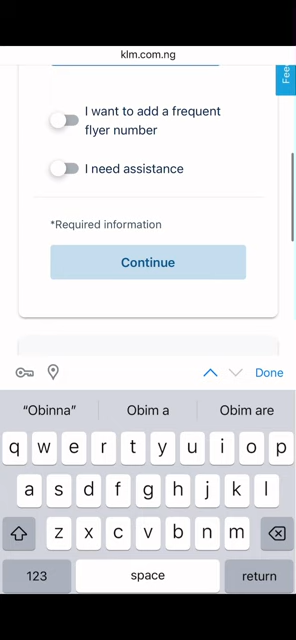 klm.com.ng
Fee
I want to add a frequent
flyer number
I need assistance
*Required information
Continue
Done
“Obinna” Obim a Obim are
q w e r t y u i o p
a s d f g h j k l
z x c v b n m
123 space return